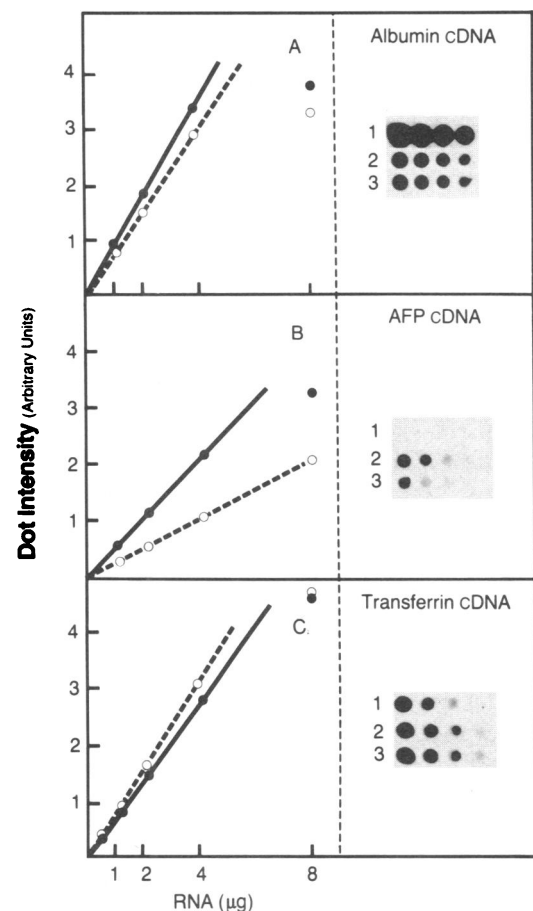 A
Albumin cDNA
4
3
2
1
1
2
3
B
AFP cDNA
4
3
2
1
1
2
3
C.
Transferrin cDNA
4
3
2
1
1
2
3
Dot Intensity (Arbitrary Units)
1 2 4 8
RNA (μg)